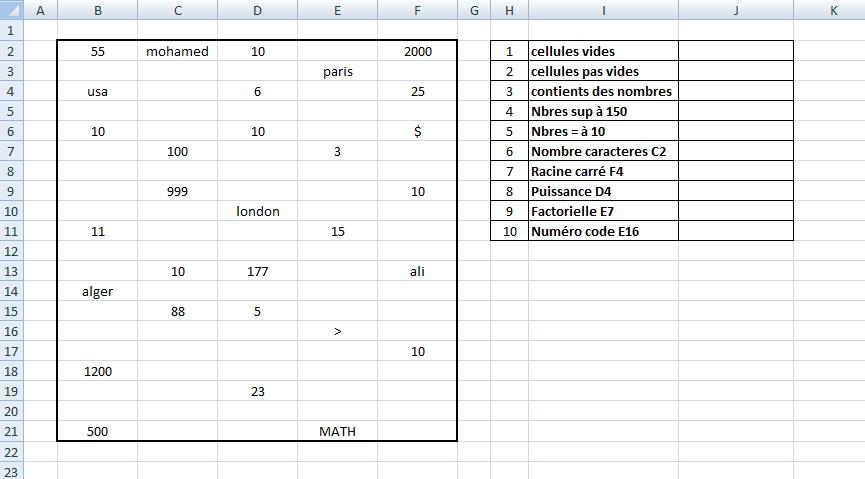 A B C D E F G H I J K
1
2 55 mohamed 10 2000 1 cellules vides
3 paris 2 cellules pas vides
4 usa 6 25 3 contients des nombres
5 4 Nbres sup à 150
6 10 10 $ 5 Nbres = à 10
7 100 3 6 Nombre caracteres C2
8 7 Racine carré F4
9 999 10 8 Puissance D4
10 london 9 Factorielle E7
11 11 15 10 Numéro code E16
12
13 10 177 ali
14 alger
15 88 5
16 >
17 10
18 1200
19 23
20
21 500 MATH
22
23